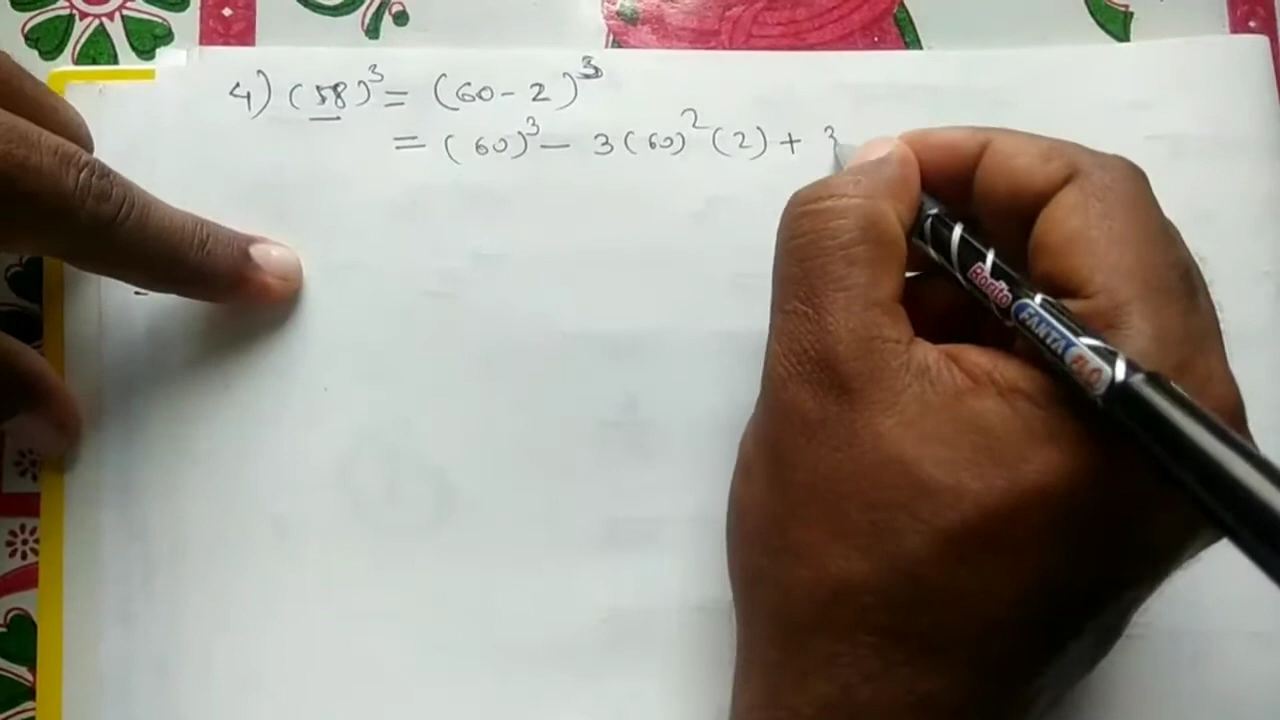 4) (58)³ = (60 - 2)³
= (60)³ - 3(60)²(2) + 3
Rorito
FANTA FLO